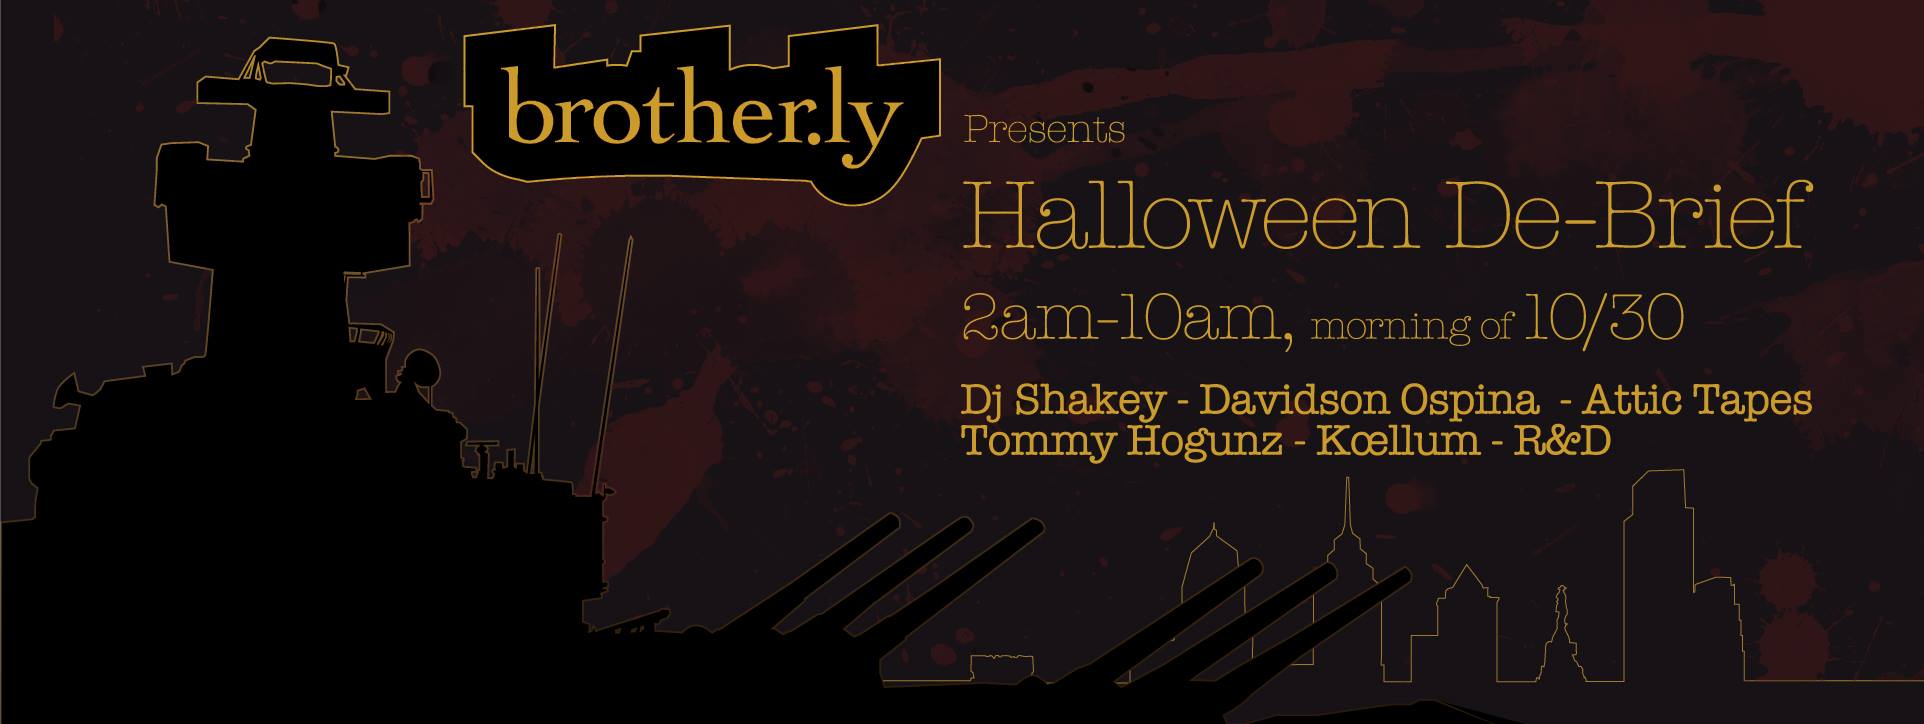 brother.ly
Presents
Halloween De-Brief
2am-10am, morning of 10/30
Dj Shakey - Davidson Ospina - Attic Tapes
Tommy Hogunz - Kœllum - R&D